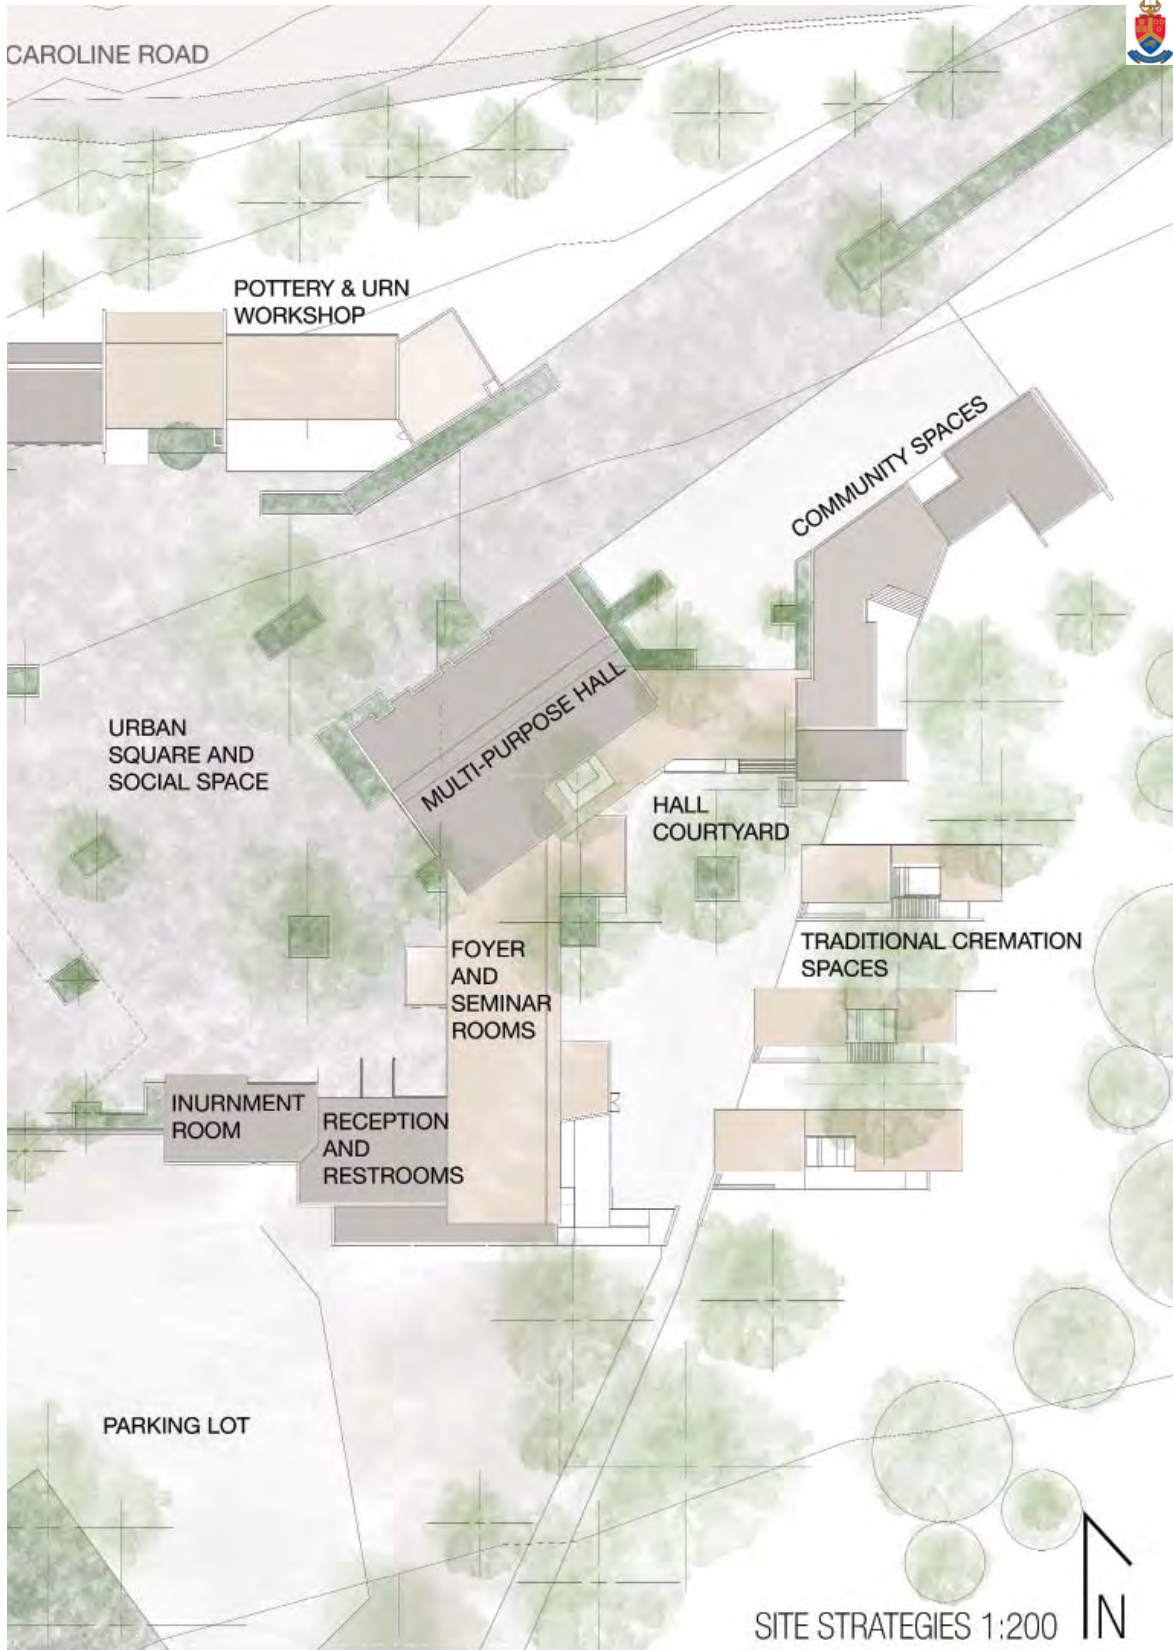 CAROLINE ROAD
POTTERY & URN
WORKSHOP
COMMUNITY SPACES
MULTI-PURPOSE HALL
URBAN
SQUARE AND
SOCIAL SPACE
HALL
COURTYARD
TRADITIONAL CREMATION
SPACES
FOYER
AND
SEMINAR
ROOMS
INURNMENT
ROOM
RECEPTION
AND
RESTROOMS
PARKING LOT
SITE STRATEGIES 1:200
N